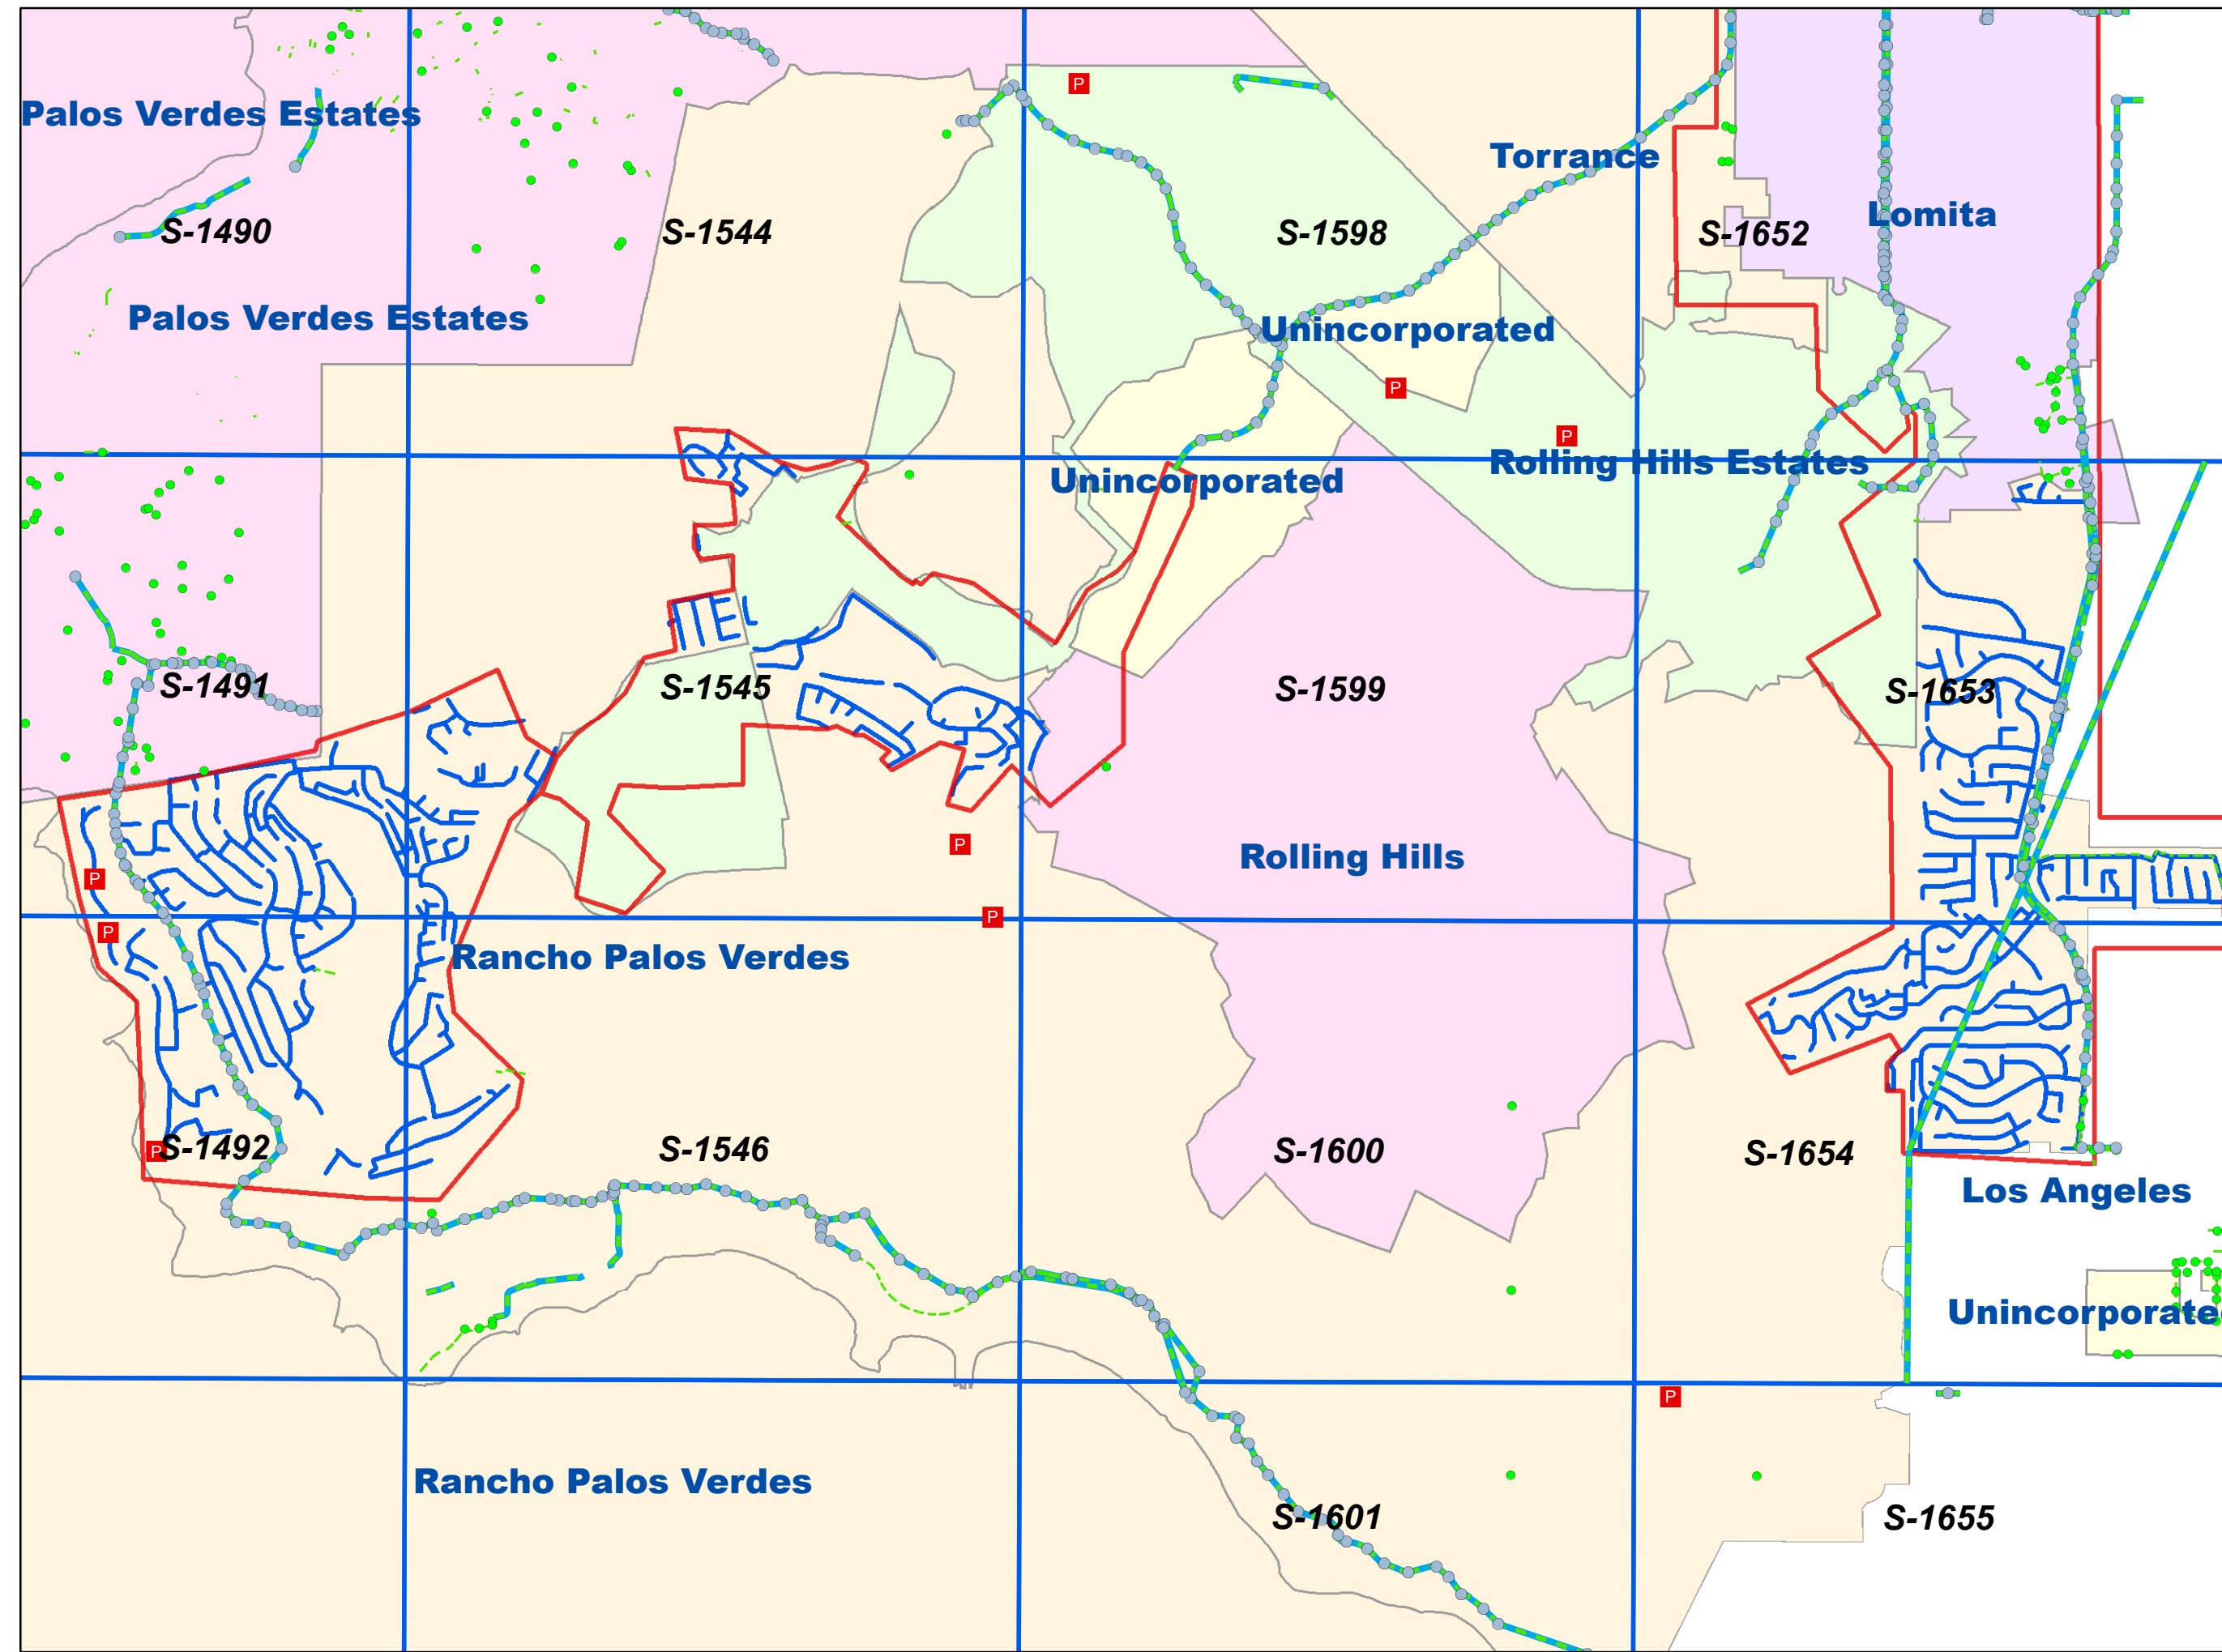 P
Palos Verdes Estates
Torrance
Lomita
S-1490
S-1544
S-1598
S-1652
Palos Verdes Estates
Unincorporated
P
P
Rolling Hills Estates
Unincorporated
S-1491
S-1545
S-1599
S-1653
P
Rolling Hills
P
P
P
Rancho Palos Verdes
P
S-1492
S-1546
S-1600
S-1654
Los Angeles
Unincorporate
P
Rancho Palos Verdes
S-1601
S-1655